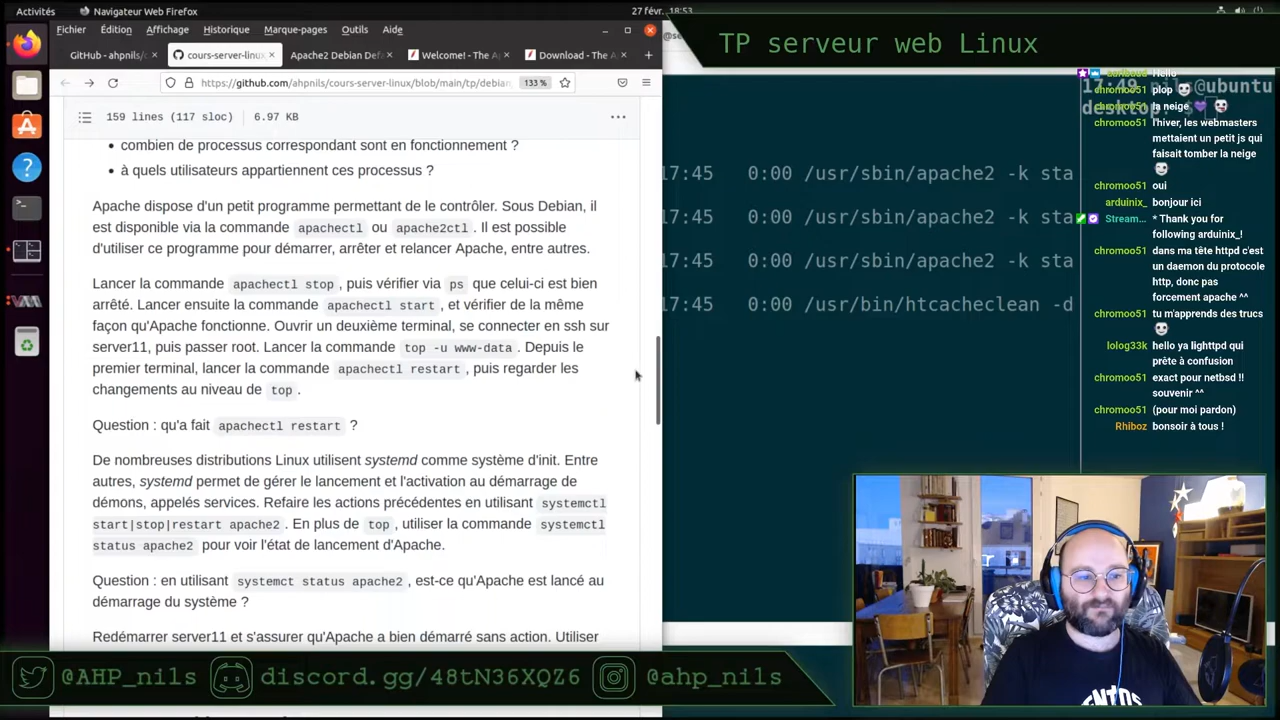 Activités
Navigateur Web Firefox
27 févr. 18:53
Fichier Édition Affichage Historique Marque-pages Outils Aide
GitHub - ahpnils/c
cours-server-linux
Apache2 Debian Def
Welcome! - The A
Download - The A
https://github.com/ahpnils/cours-server-linux/blob/main/tp/debian
133 %
159 lines (117 sloc) 6.97 KB
combien de processus correspondant sont en fonctionnement ?
à quels utilisateurs appartiennent ces processus ?
Apache dispose d'un petit programme permettant de le contrôler. Sous Debian, il
est disponible via la commande apachectl ou apache2ctl . Il est possible
d'utiliser ce programme pour démarrer, arrêter et relancer Apache, entre autres.
Lancer la commande apachectl stop , puis vérifier via ps que celui-ci est bien
arrêté. Lancer ensuite la commande apachectl start , et vérifier de la même
façon qu'Apache fonctionne. Ouvrir un deuxième terminal, se connecter en ssh sur
server11, puis passer root. Lancer la commande top -u www-data . Depuis le
premier terminal, lancer la commande apachectl restart , puis regarder les
changements au niveau de top .
Question : qu'a fait apachectl restart ?
De nombreuses distributions Linux utilisent systemd comme système d'init. Entre
autres, systemd permet de gérer le lancement et l'activation au démarrage de
démons, appelés services. Refaire les actions précédentes en utilisant systemctl
start|stop|restart apache2 . En plus de top , utiliser la commande systemctl
status apache2 pour voir l'état de lancement d'Apache.
Question : en utilisant systemct status apache2 , est-ce qu'Apache est lancé au
démarrage du système ?
Redémarrer server11 et s'assurer qu'Apache a bien démarré sans action. Utiliser
TP serveur web Linux
17:45 0:00 /usr/sbin/apache2 -k sta
17:45 0:00 /usr/sbin/apache2 -k sta
17:45 0:00 /usr/sbin/apache2 -k sta
17:45 0:00 /usr/bin/htcacheclean -d
17:49 nils@ubuntu
desktop:
Hello
chromoo51 plop
la neige
chromoo51 l'hiver, les webmasters
mettaient un petit js qui
faisait tomber la neige
chromoo51 oui
arduinix_ bonjour ici
Stream... * Thank you for
following arduinix_!
chromoo51 dans ma tête httpd c'est
un daemon du protocole
http, donc pas
forcement apache ^^
chromoo51 tu m'apprends des trucs
lolog33k hello ya lighttpd qui
prête à confusion
chromoo51 exact pour netbsd !!
souvenir ^^
chromoo51 (pour moi pardon)
Rhiboz bonsoir à tous !
@AHP_nils
discord.gg/48tN36XQZ6
@ahp_nils